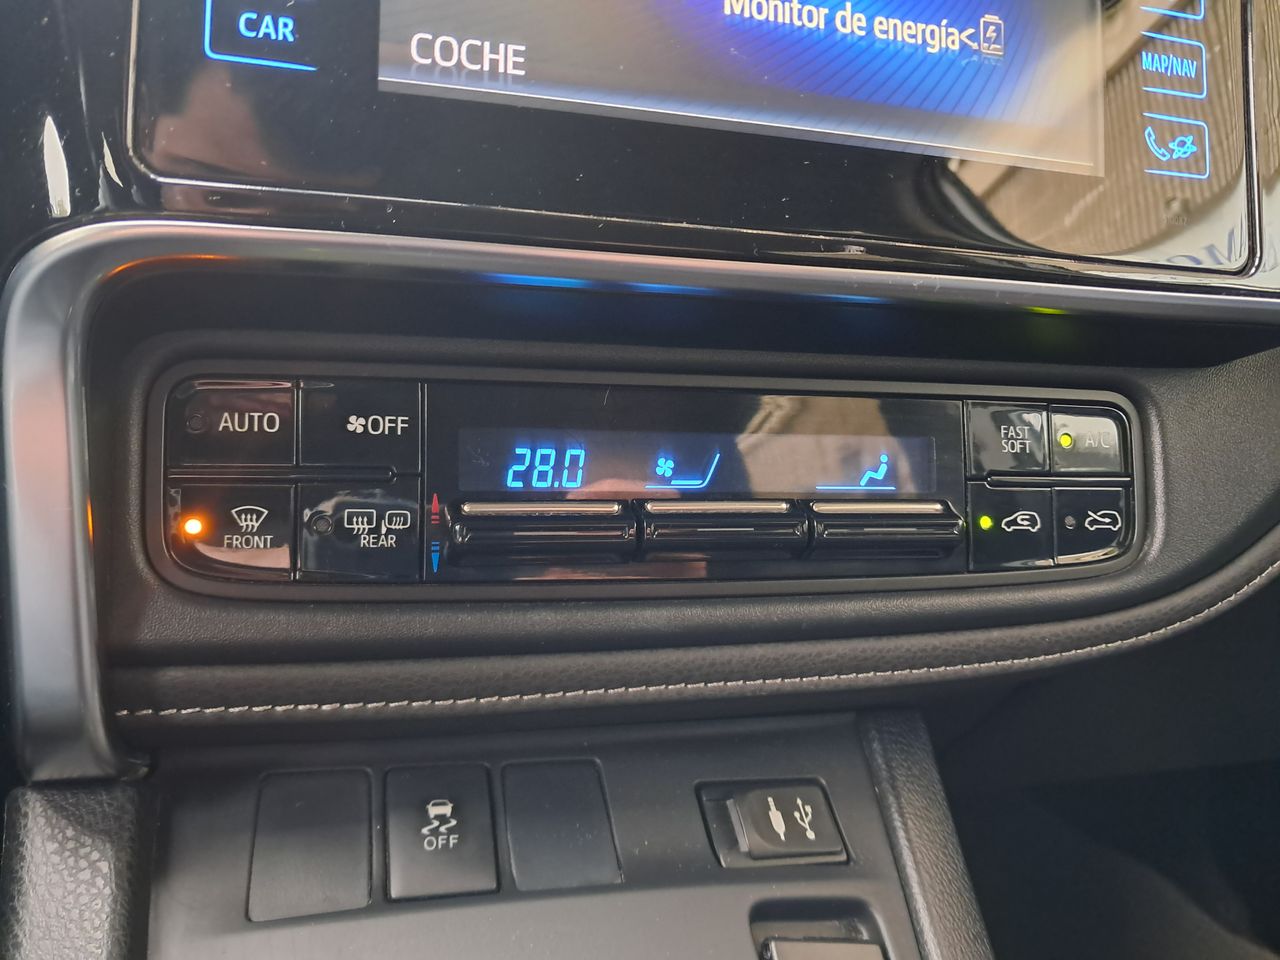 CAR
COCHE
Monitor de energía<
MAP/NAV
AUTO
OFF
28.0
FAST
SOFT
A/C
FRONT
REAR
OFF